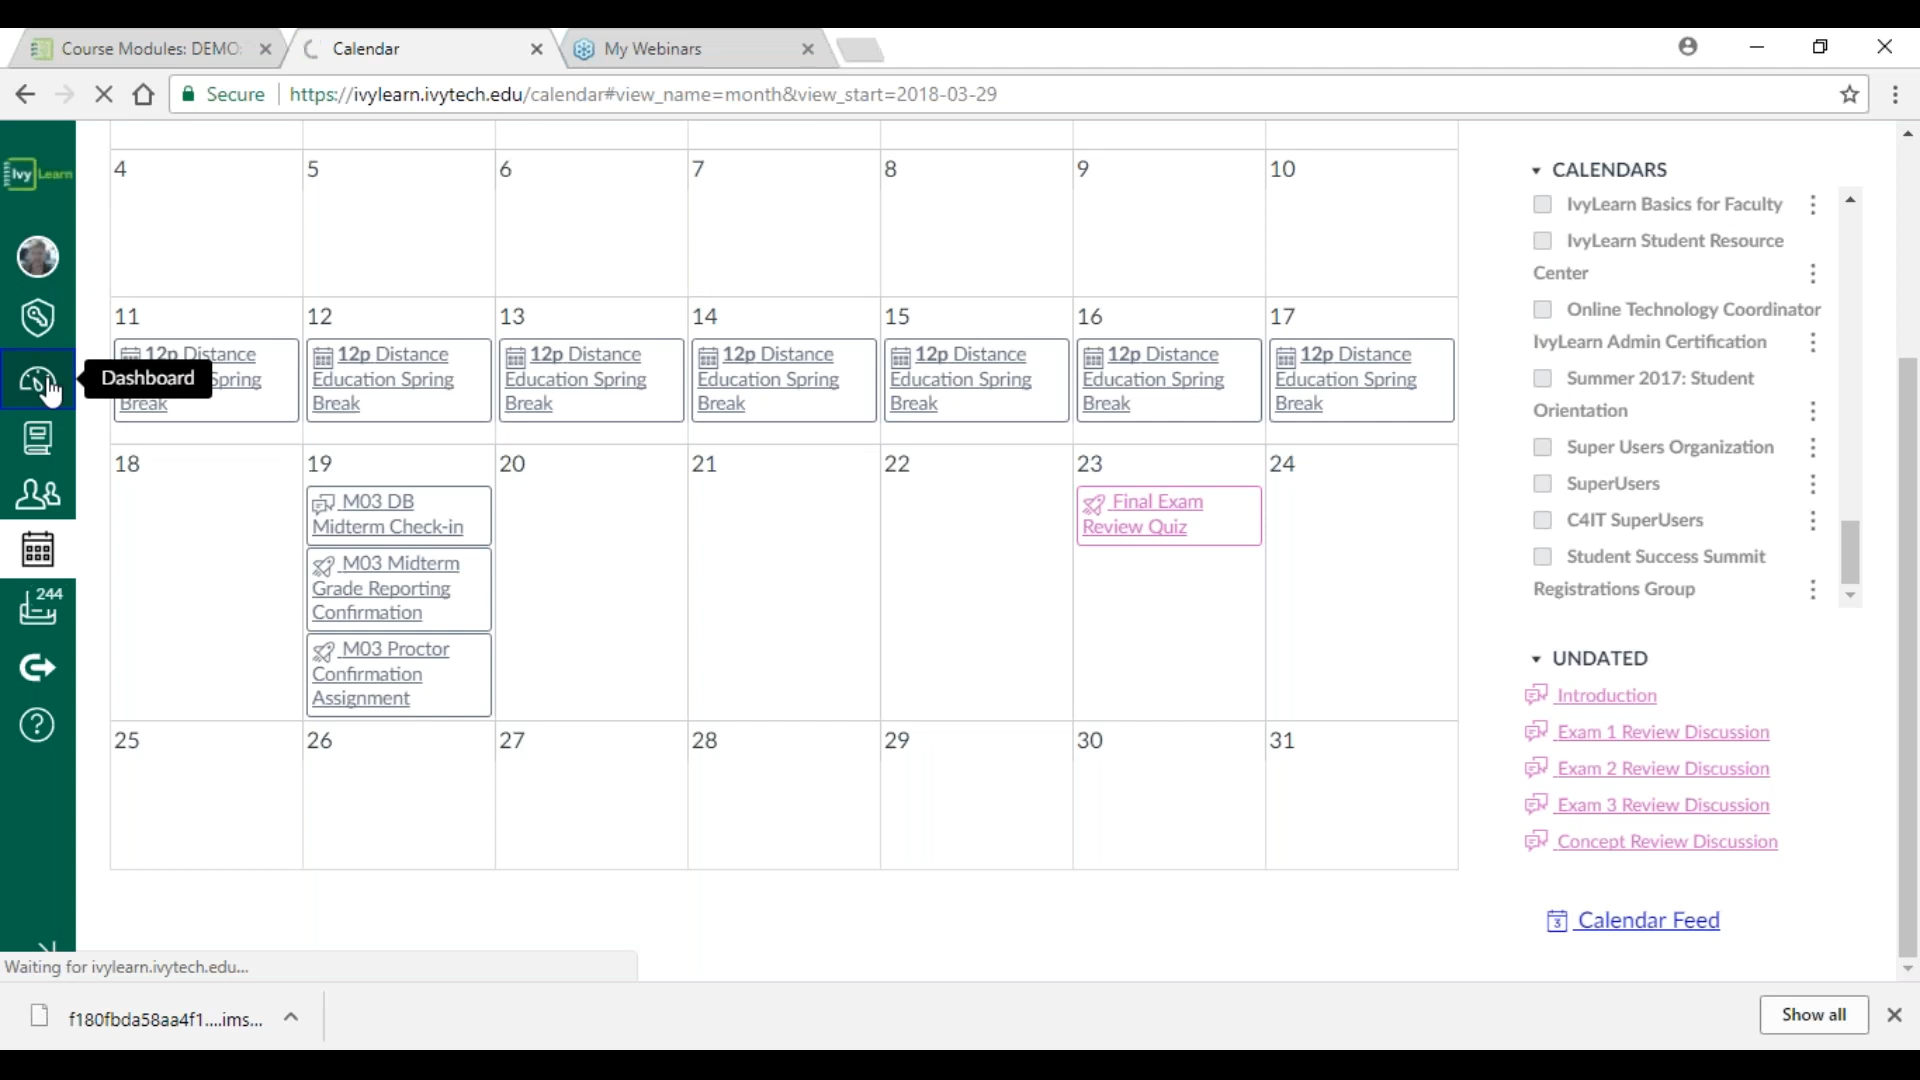 Course Modules: DEMO:
Calendar
My Webinars
Secure
https://ivylearn.ivytech.edu/calendar#view_name=month&view_start=2018-03-29
Ivy Learn
Dashboard
244
4
5
6
7
8
9
10
11
12
13
14
15
16
17
12p Distance
Spring
Break
12p Distance
Education Spring
Break
12p Distance
Education Spring
Break
12p Distance
Education Spring
Break
12p Distance
Education Spring
Break
12p Distance
Education Spring
Break
12p Distance
Education Spring
Break
18
19
20
21
22
23
24
M03 DB
Midterm Check-in
M03 Midterm
Grade Reporting
Confirmation
M03 Proctor
Confirmation
Assignment
Final Exam
Review Quiz
25
26
27
28
29
30
31
CALENDARS
IvyLearn Basics for Faculty
IvyLearn Student Resource
Center
Online Technology Coordinator
IvyLearn Admin Certification
Summer 2017: Student
Orientation
Super Users Organization
SuperUsers
C4IT SuperUsers
Student Success Summit
Registrations Group
UNDATED
Introduction
Exam 1 Review Discussion
Exam 2 Review Discussion
Exam 3 Review Discussion
Concept Review Discussion
3
Calendar Feed
Waiting for ivylearn.ivytech.edu...
f180fbda58aa4f1....ims...
Show all